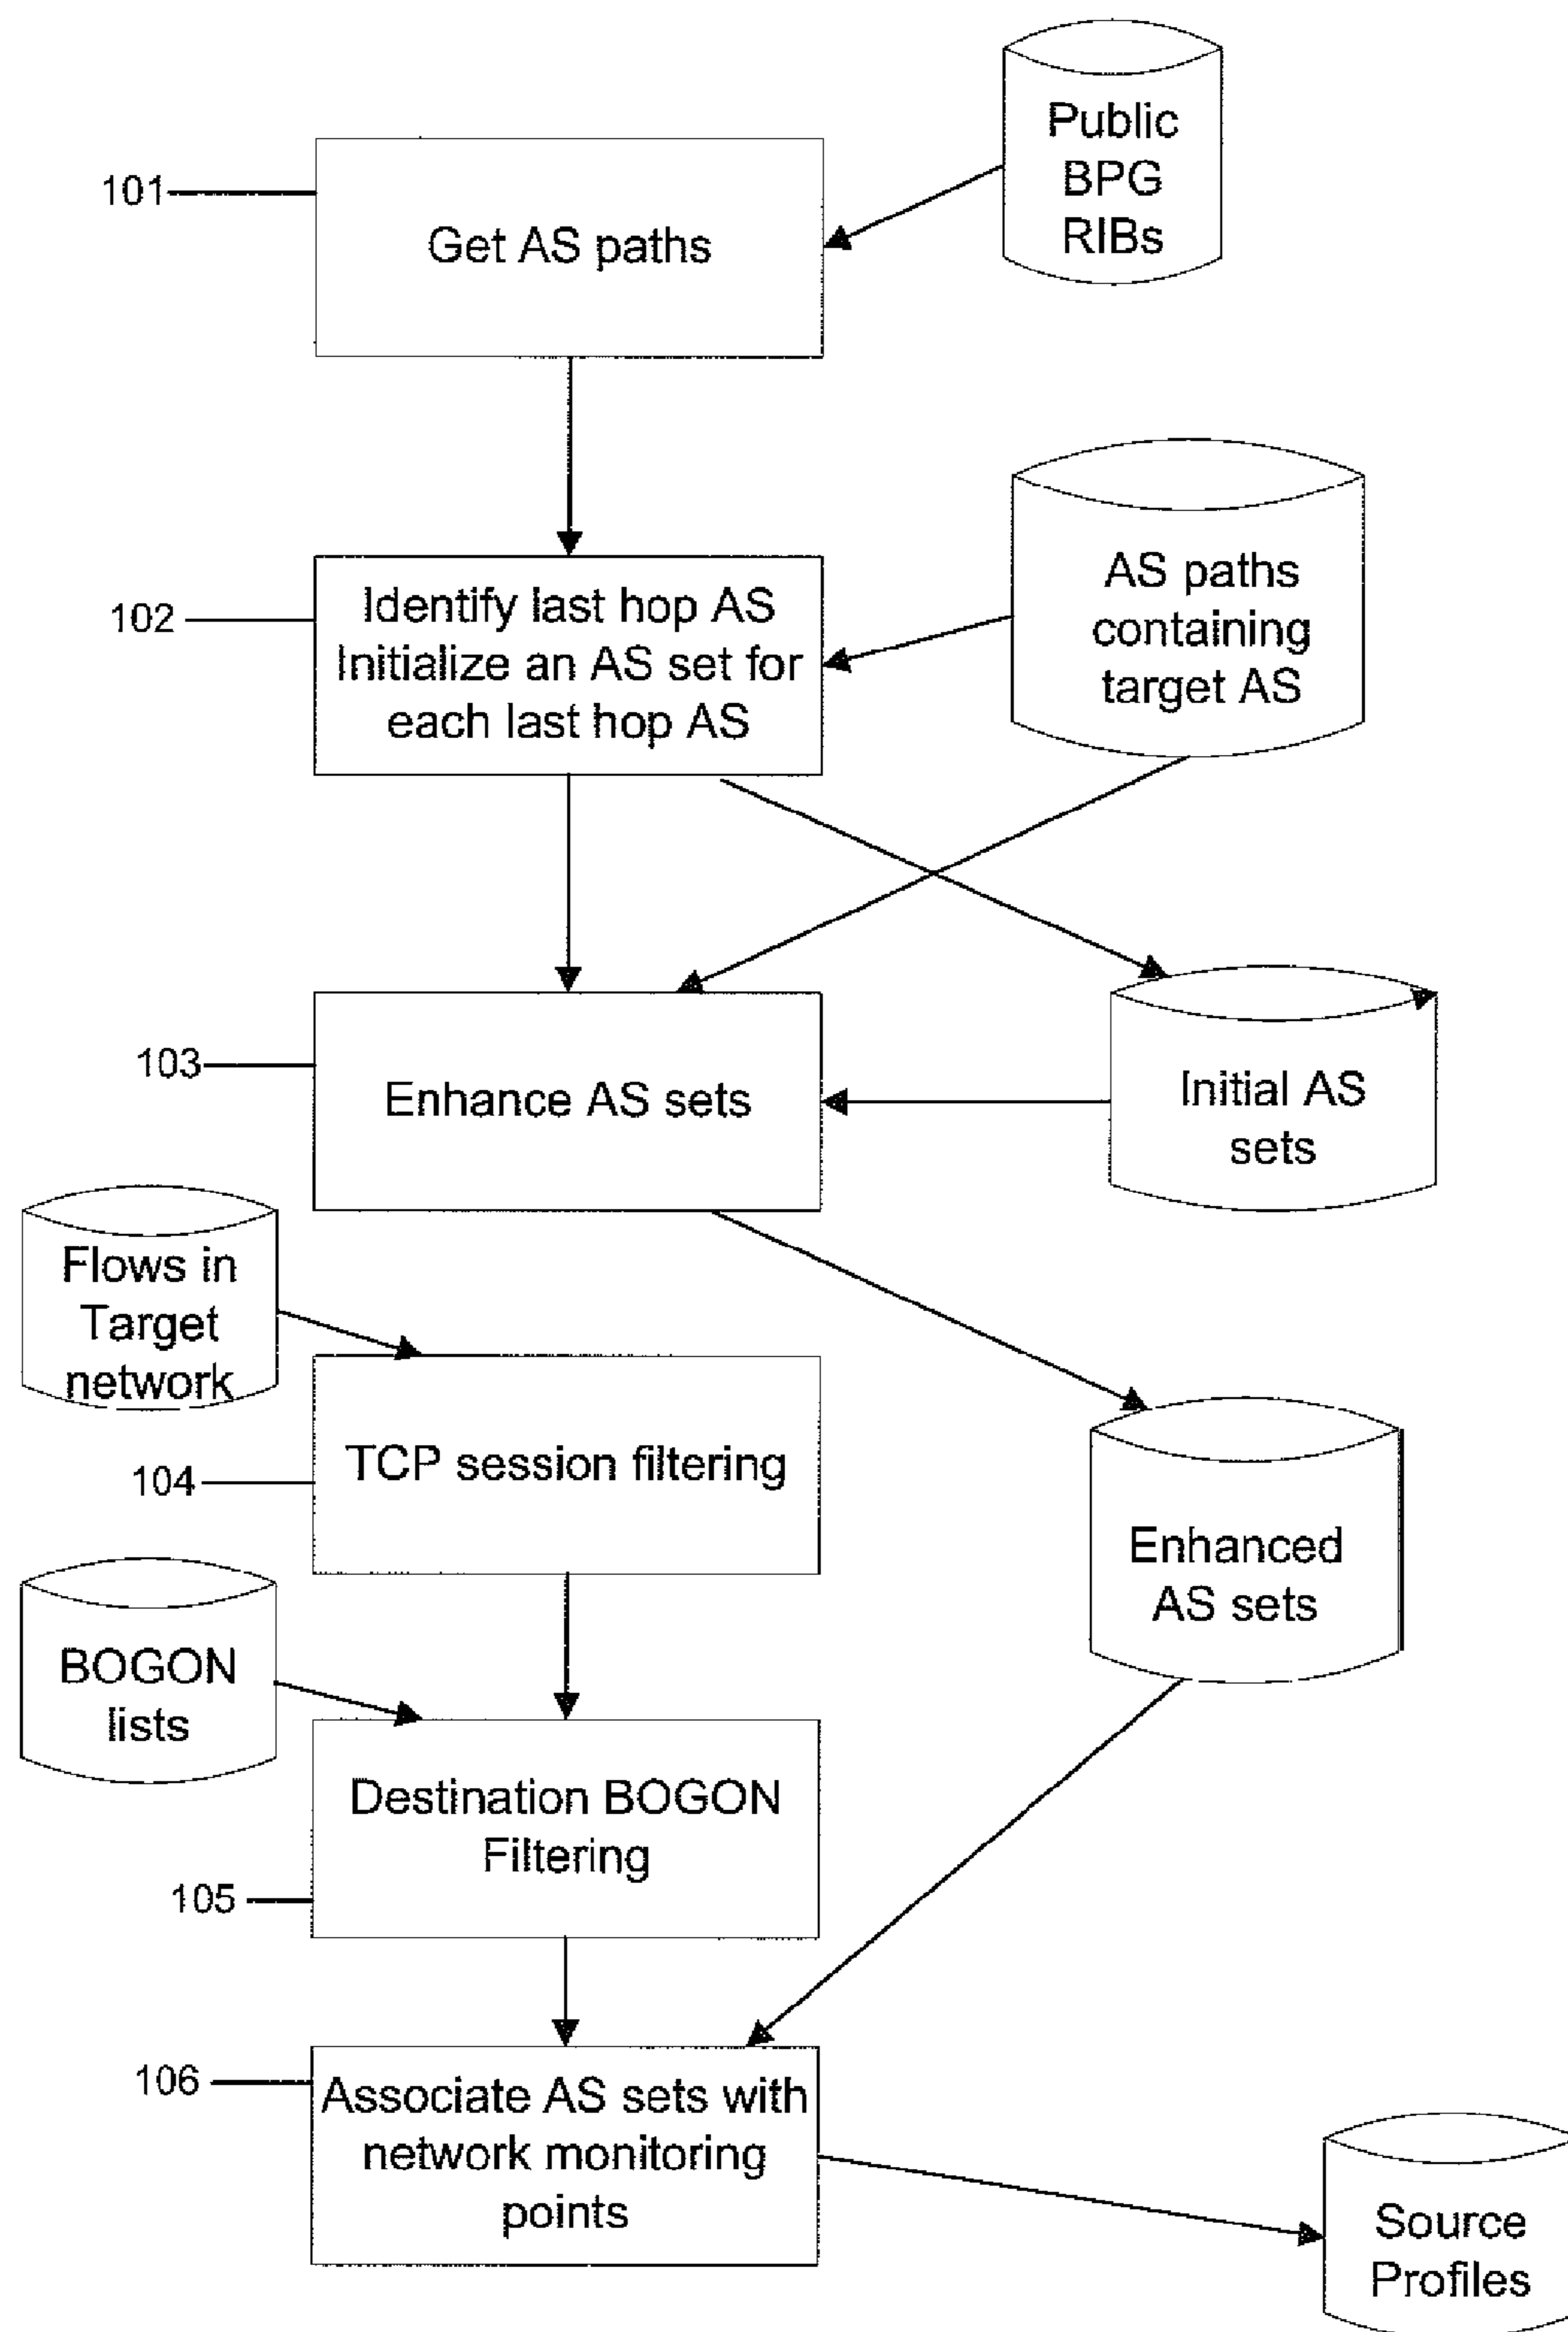 Public
BPG
RIBs
101
Get AS paths
102
Identify last hop AS
Initialize an AS set for
each last hop AS
AS paths
containing
target AS
103
Enhance AS sets
Initial AS
sets
Flows in
Target
network
104
TCP session filtering
Enhanced
AS sets
BOGON
lists
Destination BOGON
Filtering
105
106
Associate AS sets with
network monitoring
points
Source
Profiles